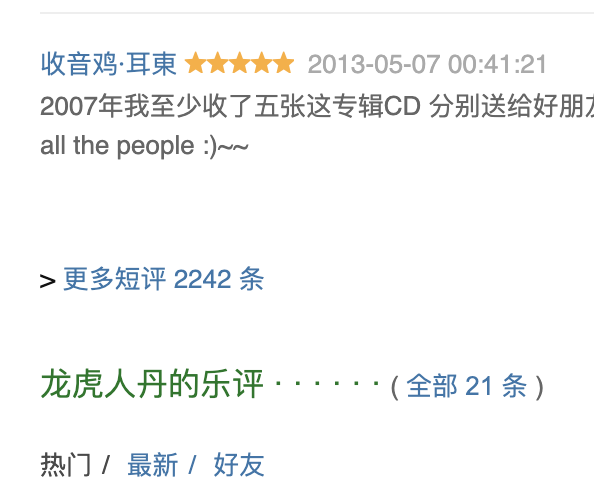 收音鸡·耳東 ★★★★★ 2013-05-07 00:41:21
2007年我至少收了五张这专辑CD 分别送给好朋
all the people :)~~
> 更多短评 2242 条
龙虎人丹的乐评 · · · · · · ( 全部 21 条 )
热门 / 最新 / 好友